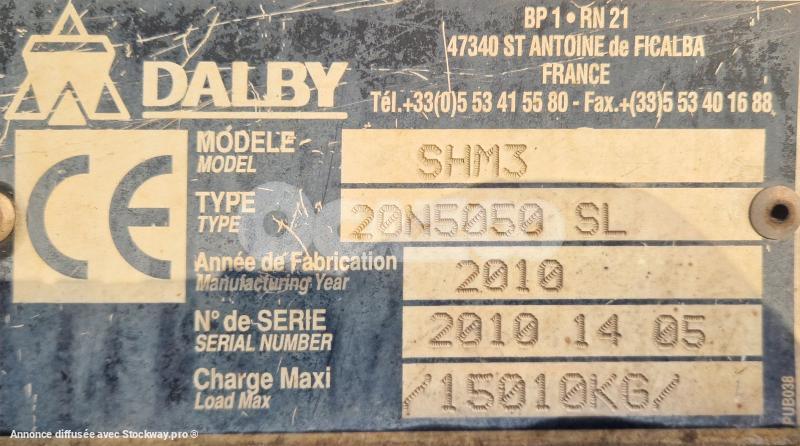 BP 1 • RN 21
47340 ST ANTOINE de FICALBA
FRANCE
DALBY
Tél.+33(0)5 53 41 55 80 - Fax.+(33)5 53 40 16 88
CE
MODELE
MODEL
SHM3
TYPE
TYPE
20N5050 SL
Année de Fabrication
Manufacturing Year
2010
N° de SERIE
SERIAL NUMBER
2010 14 05
Charge Maxi
Load Max
15010KG
PUB038
Annonce diffusée avec Stockway.pro ®